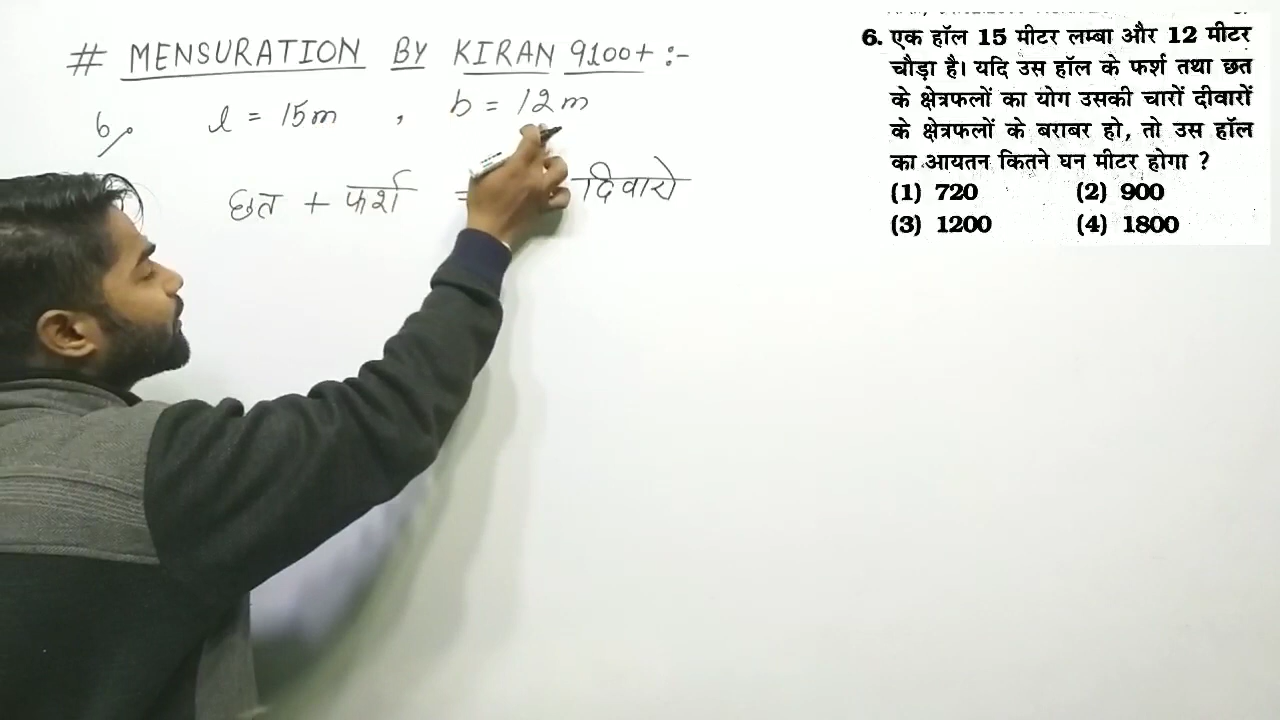 # MENSURATION BY KIRAN 9100+ :-
6. l = 15m , b = 12m
छत + फर्श = दिवारो
6. एक हॉल 15 मीटर लम्बा और 12 मीटर
चौड़ा है। यदि उस हॉल के फर्श तथा छत
के क्षेत्रफलों का योग उसकी चारों दीवारों
के क्षेत्रफलों के बराबर हो, तो उस हॉल
का आयतन कितने घन मीटर होगा ?
(1) 720 (2) 900
(3) 1200 (4) 1800